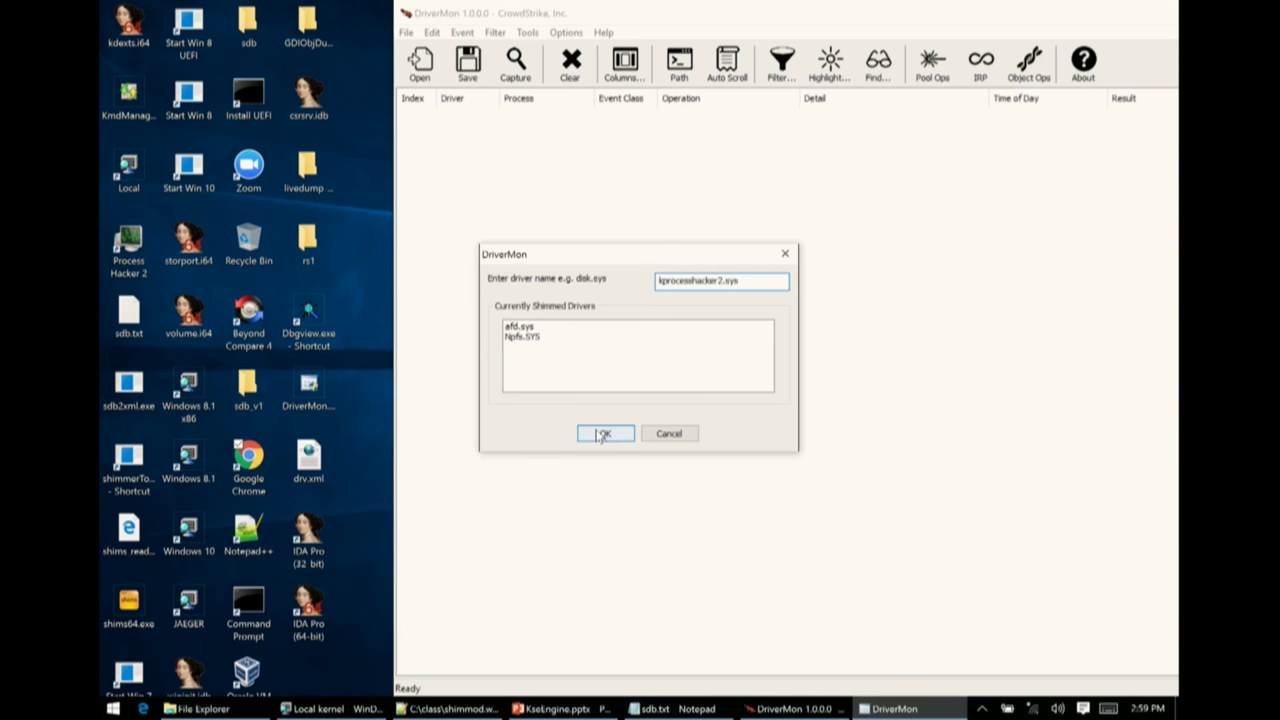 kdexts.i64
Start Win 8
UEFI
sdb
GDIObjDu...
KmdManag...
Start Win 8
Install UEFI
csrsrv.idb
Local
Start Win 10
Zoom
livedump ...
Process
Hacker 2
storport.i64
Recycle Bin
rs1
sdb.txt
volume.i64
Beyond
Compare 4
Dbgview.exe
- Shortcut
sdb2xml.exe
Windows 8.1
x86
sdb_v1
DriverMon...
shimmerTo...
- Shortcut
Windows 8.1
Google
Chrome
drv.xml
shims_read...
Windows 10
Notepad++
IDA Pro
(32 bit)
shims
shims64.exe
JAEGER
Command
Prompt
IDA Pro
(64-bit)
DriverMon 1.0.0.0 - CrowdStrike, Inc.
File Edit Event Filter Tools Options Help
Open Save Capture Clear Columns... Path Auto Scroll Filter... Highlight... Find... Pool Ops IRP Object Ops About
Index Driver Process Event Class Operation Detail Time of Day Result
DriverMon
Enter driver name e.g. disk.sys
kprocesshacker2.sys
Currently Shimmed Drivers
afd.sys
Npfs.SYS
OK
Cancel
Ready
File Explorer
Local kernel WinD...
C:\class\shimmod.w...
KseEngine.pptx P...
sdb.txt Notepad
DriverMon 1.0.0.0 ...
DriverMon
2:59 PM